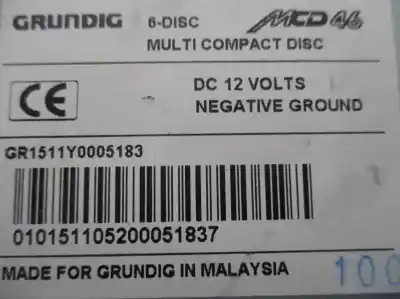 GRUNDIG 6-DISC MCD 46
MULTI COMPACT DISC
CE DC 12 VOLTS
NEGATIVE GROUND
GR1511Y0005183
010151105200051837
MADE FOR GRUNDIG IN MALAYSIA 100